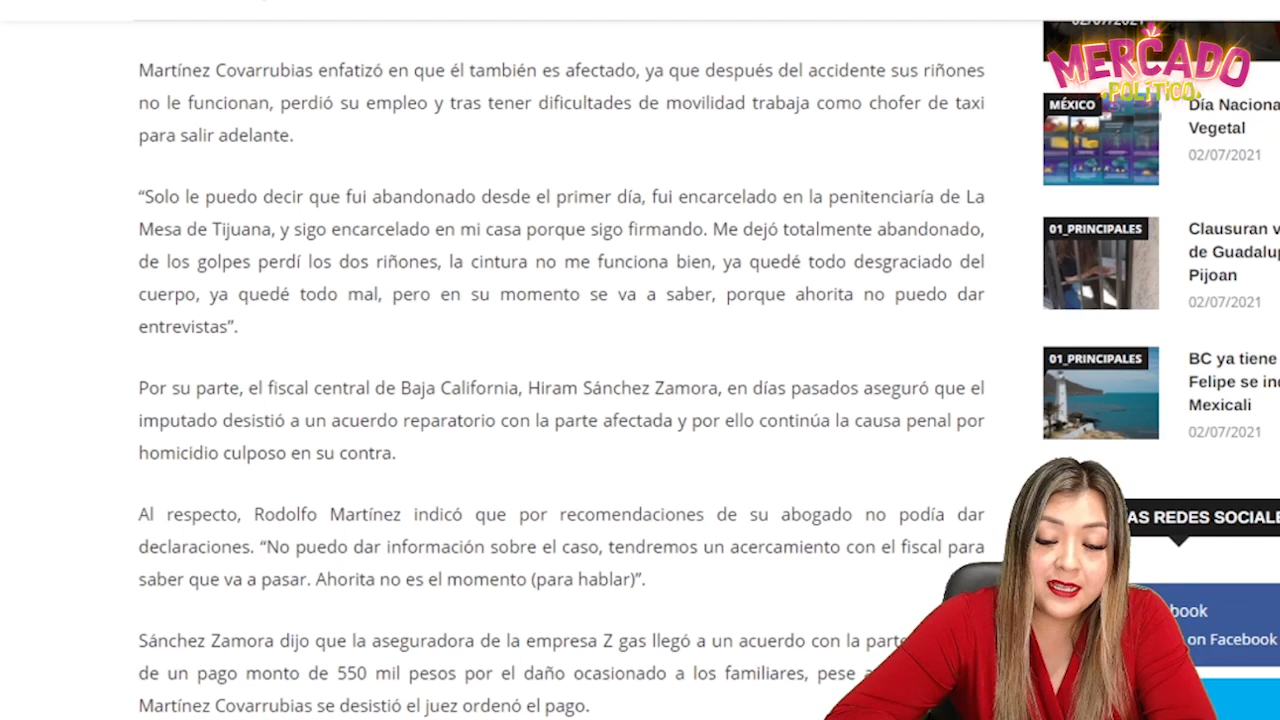 02/07/2021
MERCADO
POLÍTICO
Martínez Covarrubias enfatizó en que él también es afectado, ya que después del accidente sus riñones
no le funcionan, perdió su empleo y tras tener dificultades de movilidad trabaja como chofer de taxi
para salir adelante.
“Solo le puedo decir que fui abandonado desde el primer día, fui encarcelado en la penitenciaría de La
Mesa de Tijuana, y sigo encarcelado en mi casa porque sigo firmando. Me dejó totalmente abandonado,
de los golpes perdí los dos riñones, la cintura no me funciona bien, ya quedé todo desgraciado del
cuerpo, ya quedé todo mal, pero en su momento se va a saber, porque ahorita no puedo dar
entrevistas”.
Por su parte, el fiscal central de Baja California, Hiram Sánchez Zamora, en días pasados aseguró que el
imputado desistió a un acuerdo reparatorio con la parte afectada y por ello continúa la causa penal por
homicidio culposo en su contra.
Al respecto, Rodolfo Martínez indicó que por recomendaciones de su abogado no podía dar
declaraciones. “No puedo dar información sobre el caso, tendremos un acercamiento con el fiscal para
saber que va a pasar. Ahorita no es el momento (para hablar)”.
Sánchez Zamora dijo que la aseguradora de la empresa Z gas llegó a un acuerdo con la parte
de un pago monto de 550 mil pesos por el daño ocasionado a los familiares, pese
Martínez Covarrubias se desistió el juez ordenó el pago.
MÉXICO
Día Naciona
Vegetal
02/07/2021
01_PRINCIPALES
Clausuran v
de Guadalup
Pijoan
02/07/2021
01_PRINCIPALES
BC ya tiene
Felipe se in
Mexicali
02/07/2021
AS REDES SOCIALE
book
on Facebook